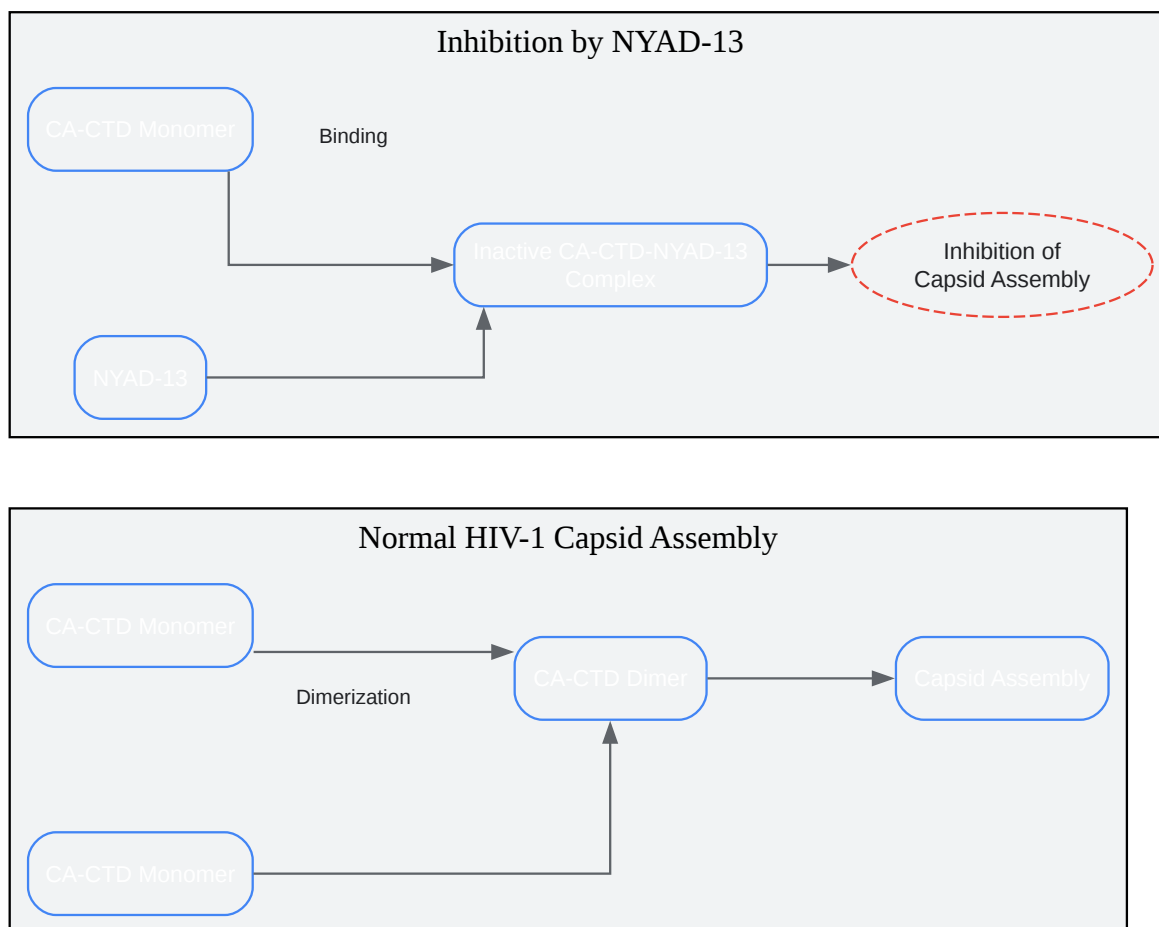 Inhibition by NYAD-13
CA-CTD Monomer
Binding
Inactive CA-CTD-NYAD-13
Complex
Inhibition of
Capsid Assembly
NYAD-13
Normal HIV-1 Capsid Assembly
CA-CTD Monomer
Dimerization
CA-CTD Dimer
Capsid Assembly
CA-CTD Monomer